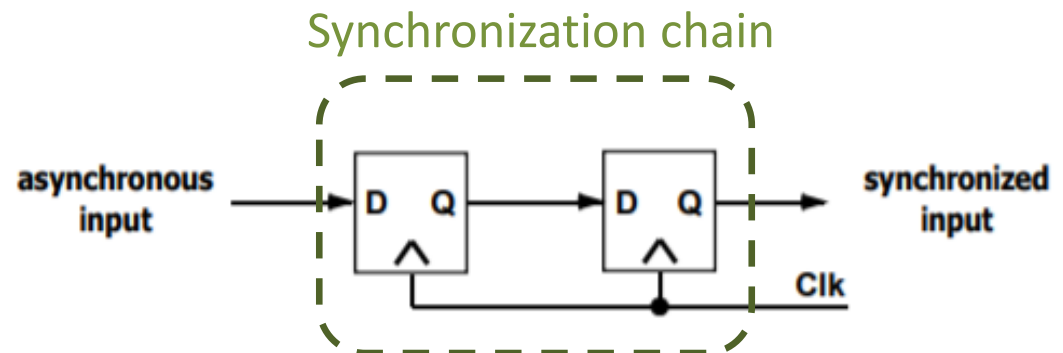 Synchronization chain
asynchronous
input
D Q
D Q
synchronized
input
Clk